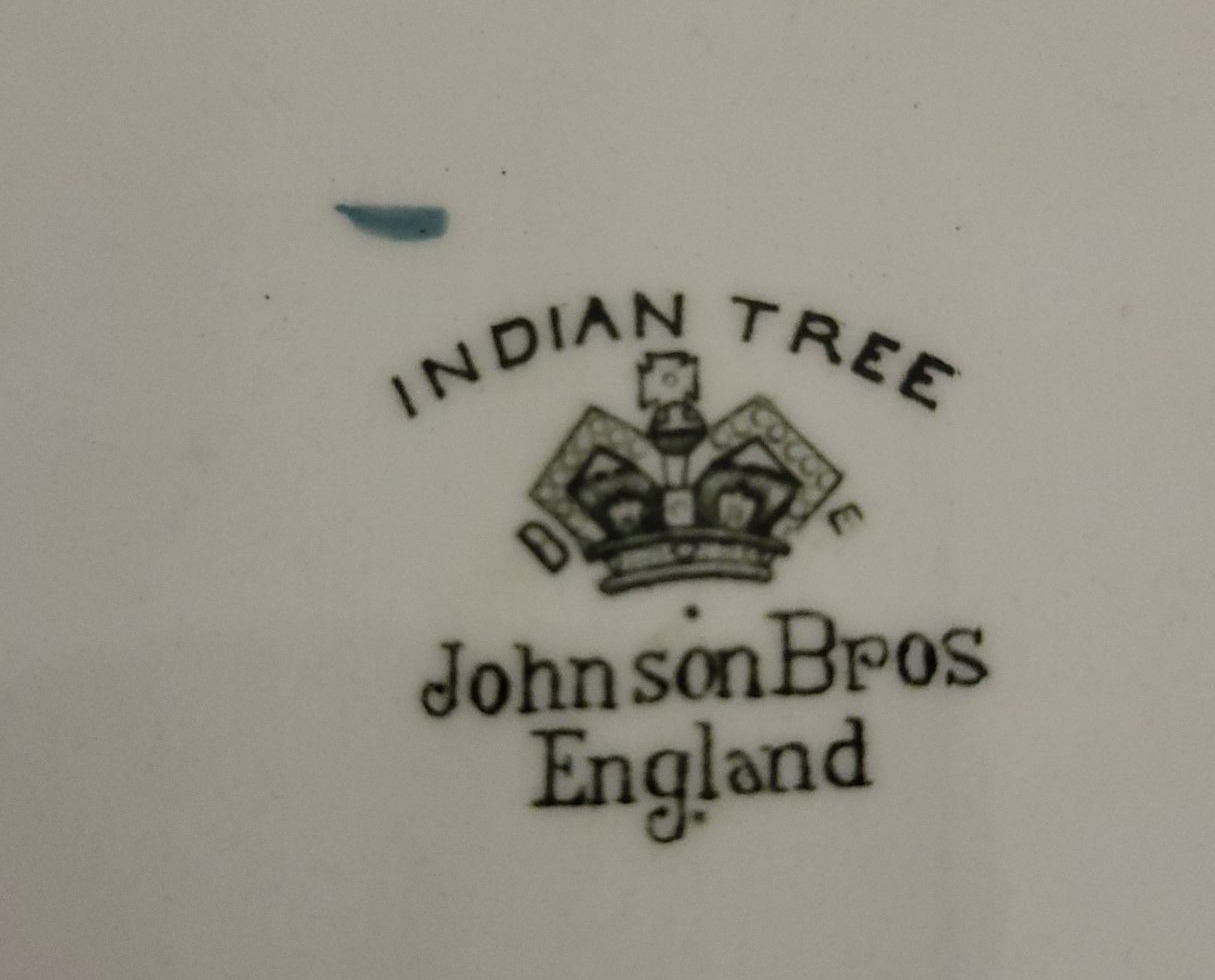 INDIAN TREE
D E
Johnson Bros
England